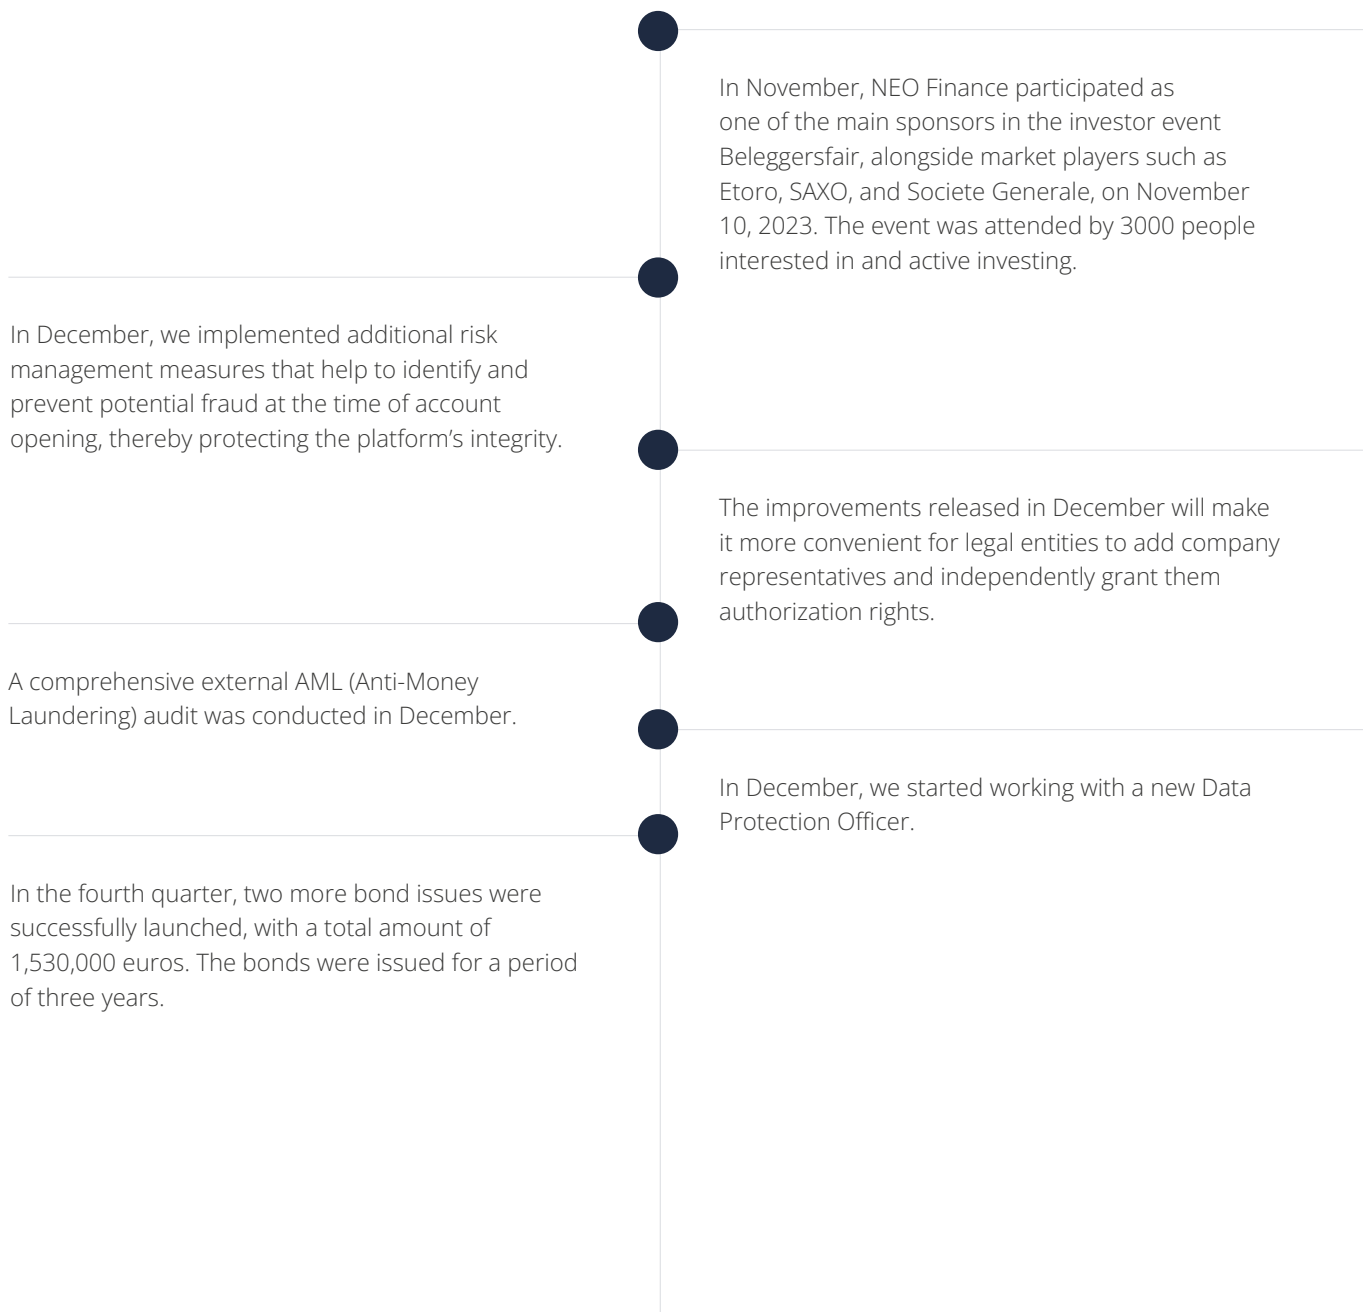 In November, NEO Finance participated as
one of the main sponsors in the investor event
Beleggersfair, alongside market players such as
Etoro, SAXO, and Societe Generale, on November
10, 2023. The event was attended by 3000 people
interested in and active investing.
In December, we implemented additional risk
management measures that help to identify and
prevent potential fraud at the time of account
opening, thereby protecting the platform’s integrity.
The improvements released in December will make
it more convenient for legal entities to add company
representatives and independently grant them
authorization rights.
A comprehensive external AML (Anti-Money
Laundering) audit was conducted in December.
In December, we started working with a new Data
Protection Officer.
In the fourth quarter, two more bond issues were
successfully launched, with a total amount of
1,530,000 euros. The bonds were issued for a period
of three years.